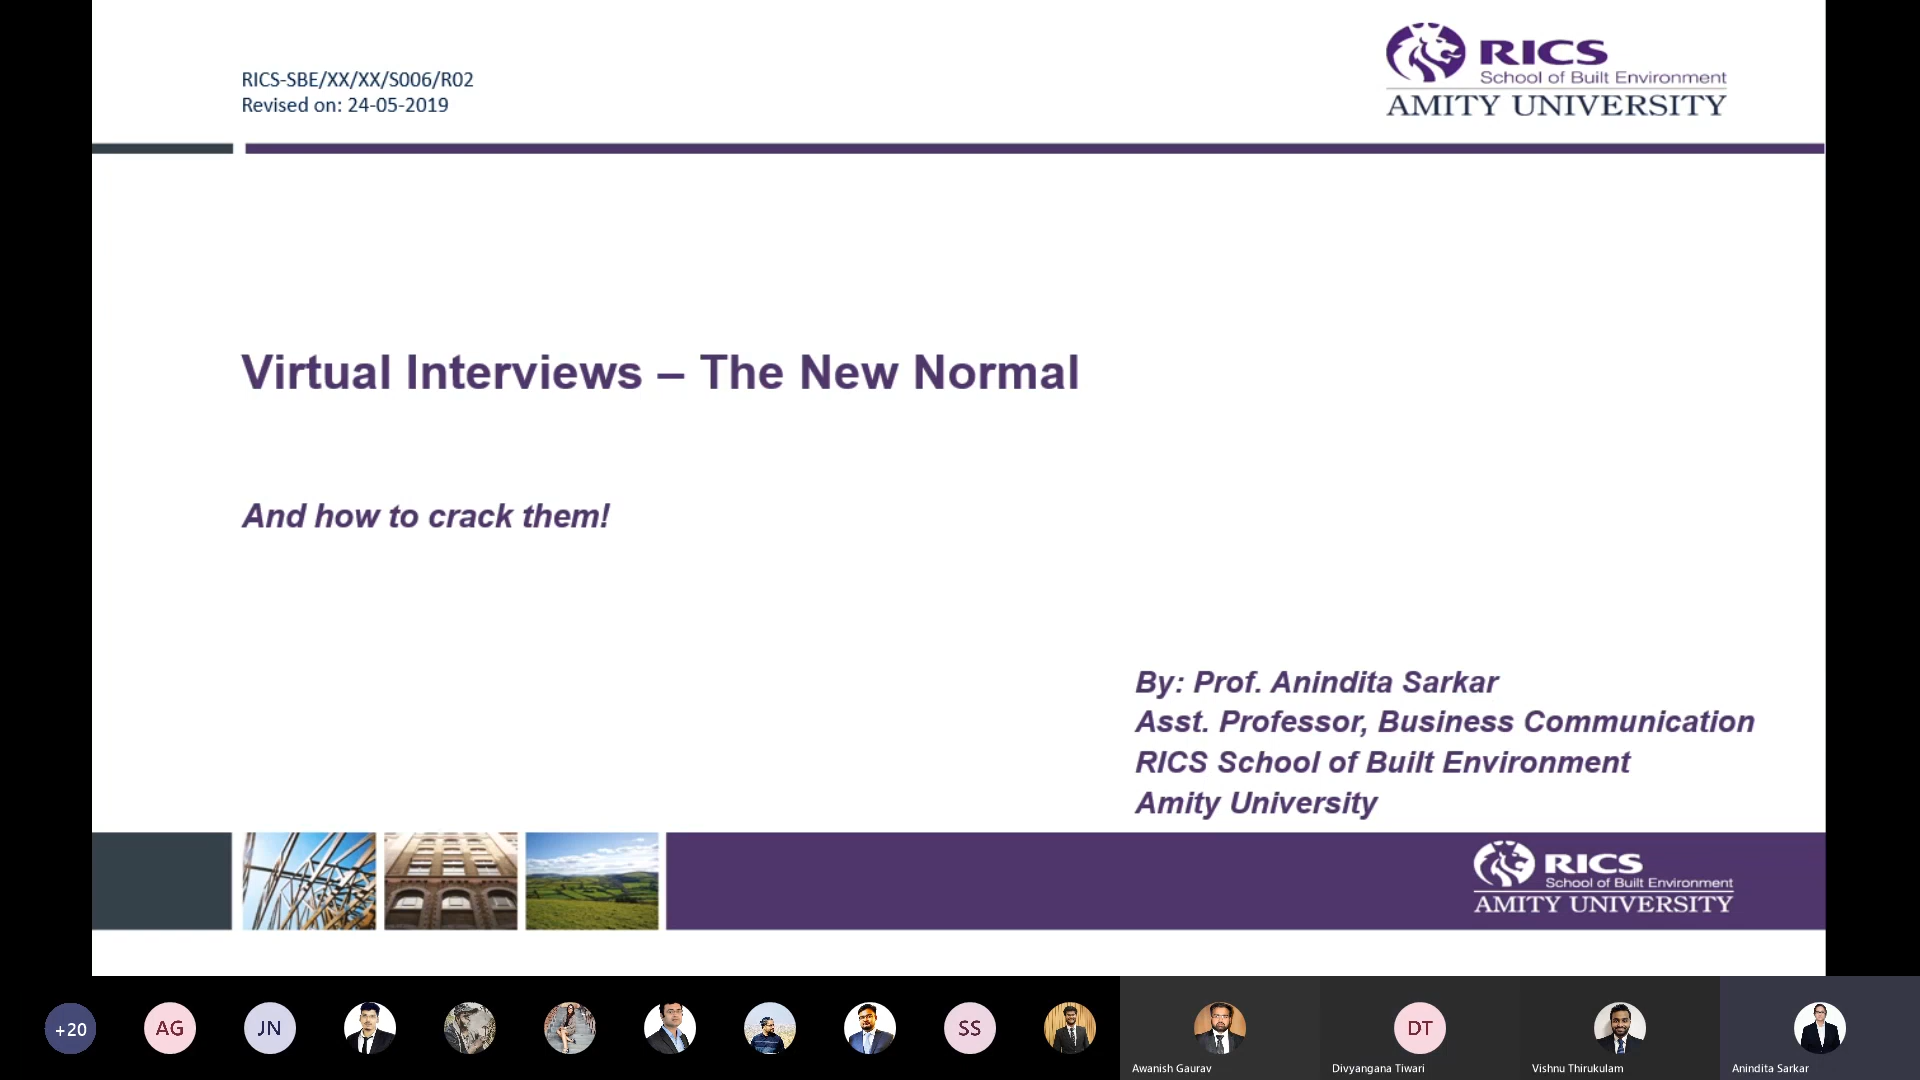 RICS-SBE/XX/XX/S006/R02
Revised on: 24-05-2019
RICS
School of Built Environment
AMITY UNIVERSITY
Virtual Interviews – The New Normal
And how to crack them!
By: Prof. Anindita Sarkar
Asst. Professor, Business Communication
RICS School of Built Environment
Amity University
RICS
School of Built Environment
AMITY UNIVERSITY
+20
AG
JN
SS
DT
Awanish Gaurav
Divyangana Tiwari
Vishnu Thirukulam
Anindita Sarkar